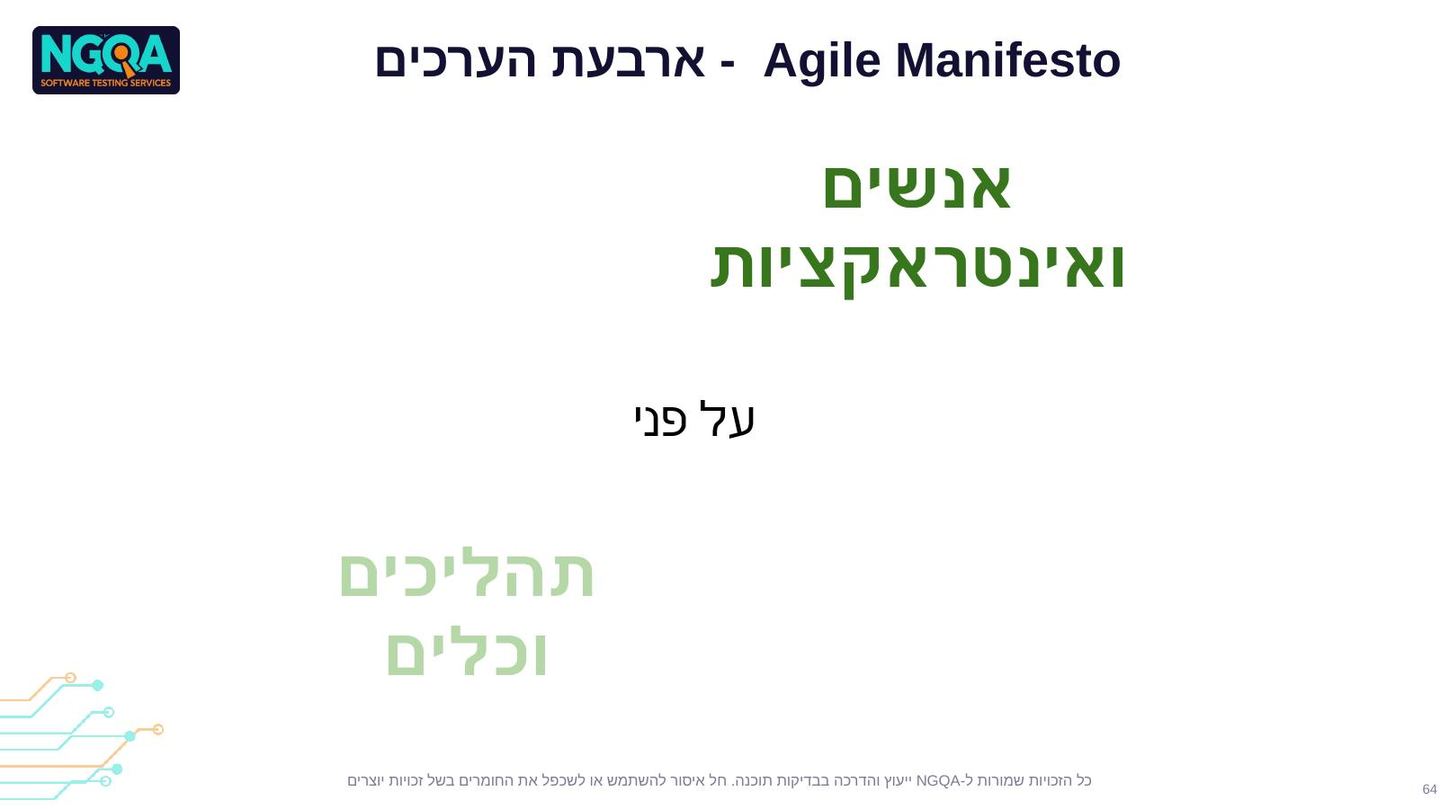 NGQA
SOFTWARE TESTING SERVICES
Agile Manifesto - ארבעת הערכים
אנשים
ואינטראקציות
על פני
תהליכים
וכלים
כל הזכויות שמורות ל-NGQA ייעוץ והדרכה בבדיקות תוכנה. חל איסור להשתמש או לשכפל את החומרים בשל זכויות יוצרים
64